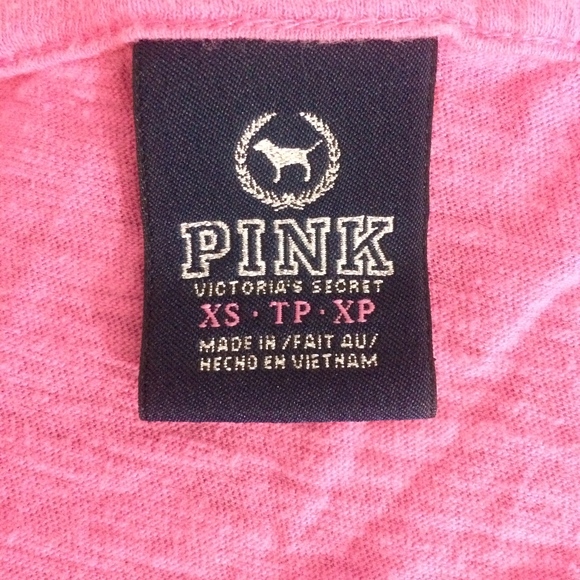 PINK
VICTORIA'S SECRET
XS · TP · XP
MADE IN /FAIT AU/
HECHO EN VIETNAM